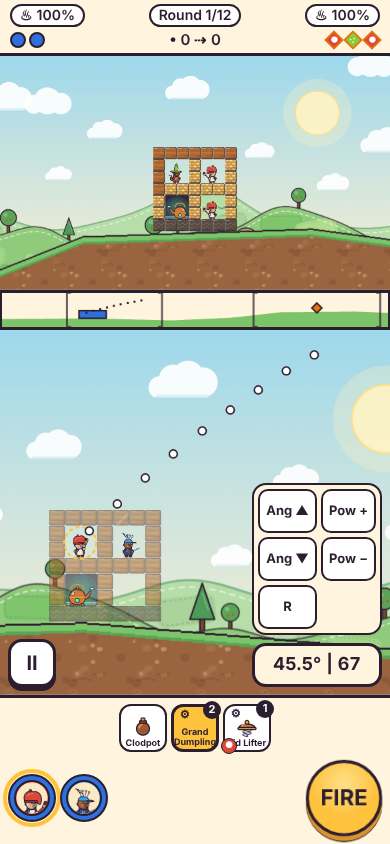 ♨ 100%
Round 1/12
♨ 100%
• 0 ⇢ 0
Ang ▲
Pow +
Ang ▼
Pow −
R
45.5° | 67
Clodpot
2
Grand
Dumpling
1
Lifter
FIRE